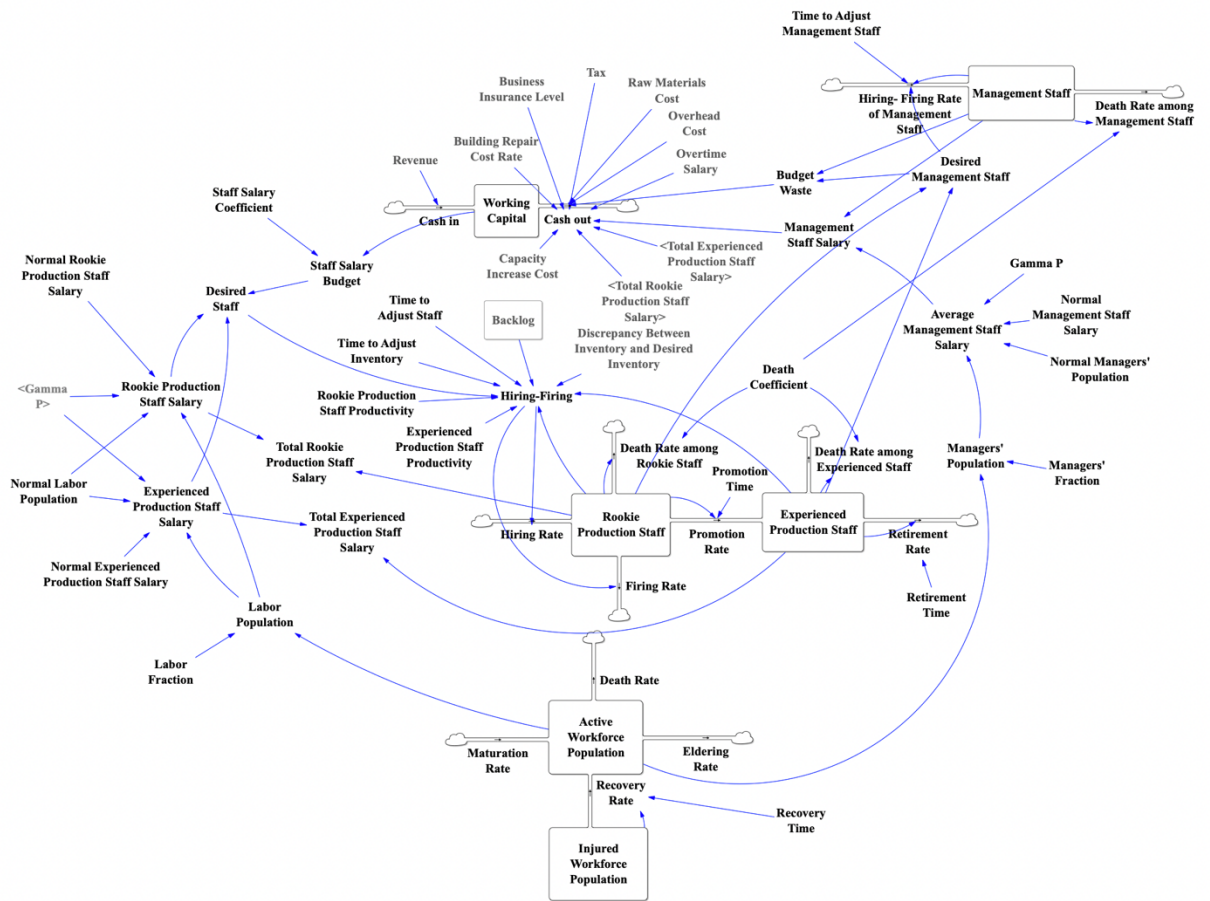 Time to Adjust
Management Staff
Management Staff
Hiring- Firing Rate
of Management
Staff
Death Rate among
Management Staff
Business
Insurance Level
Tax
Raw Materials
Cost
Overhead
Cost
Building Repair
Cost Rate
Overtime
Salary
Revenue
Desired
Management Staff
Budget
Waste
Staff Salary
Coefficient
Working
Capital
Cash in
Cash out
Management
Staff Salary
Capacity
Increase Cost
<Total Experienced
Production Staff
Salary>
Normal Rookie
Production Staff
Salary
Staff Salary
Budget
Gamma P
Desired
Staff
Time to
Adjust Staff
Backlog
<Total Rookie
Production Staff
Salary>
Discrepancy Between
Inventory and Desired
Inventory
Average
Management Staff
Salary
Normal
Management Staff
Salary
Time to Adjust
Inventory
Normal Managers'
Population
Death
Coefficient
<Gamma
P>
Rookie Production
Staff Salary
Rookie Production
Staff Productivity
Hiring-Firing
Experienced
Production Staff
Productivity
Total Rookie
Production Staff
Salary
Death Rate among
Rookie Staff
Death Rate among
Experienced Staff
Managers'
Population
Managers'
Fraction
Promotion
Time
Normal Labor
Population
Experienced
Production Staff
Salary
Total Experienced
Production Staff
Salary
Hiring Rate
Rookie
Production Staff
Promotion
Rate
Experienced
Production Staff
Retirement
Rate
Normal Experienced
Production Staff Salary
Firing Rate
Retirement
Time
Labor
Population
Labor
Fraction
Death Rate
Active
Workforce
Population
Maturation
Rate
Eldering
Rate
Recovery
Rate
Recovery
Time
Injured
Workforce
Population